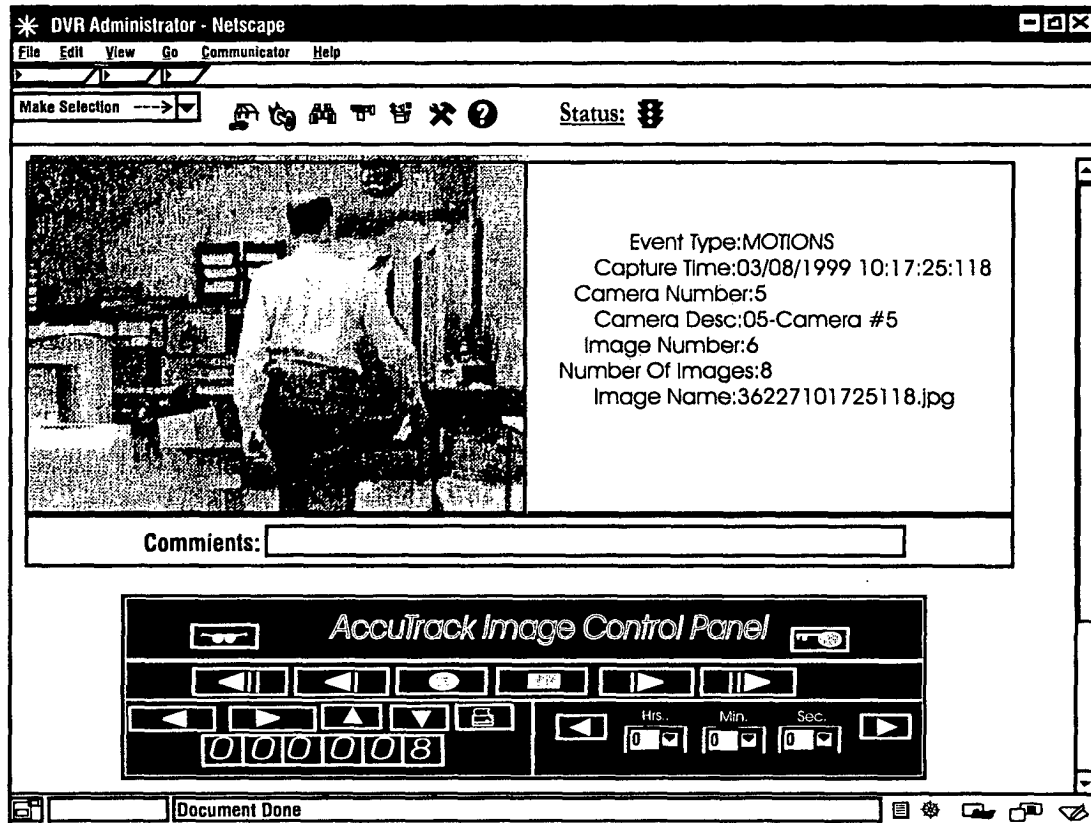 DVR Administrator - Netscape
File Edit View Go Communicator Help
Make Selection ---->
Status:
Event Type:MOTIONS
Capture Time:03/08/1999 10:17:25:118
Camera Number:5
Camera Desc:05-Camera #5
Image Number:6
Number Of Images:8
Image Name:36227101725118.jpg
Commients:
AccuTrack Image Control Panel
Hrs.. Min. Sec.
000008
0 0 0
Document Done